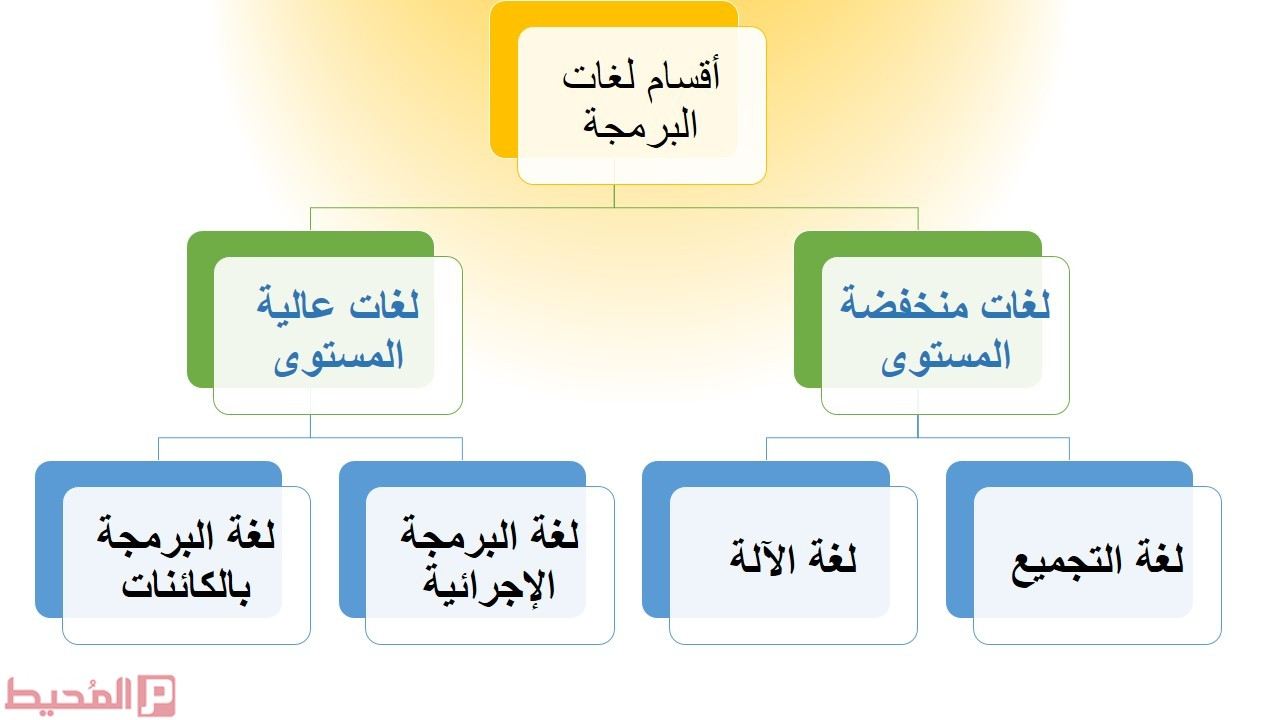 أقسام لغات
البرمجة
لغات منخفضة
المستوى
لغات عالية
المستوى
لغة التجميع
لغة الآلة
لغة البرمجة
الإجرائية
لغة البرمجة
بالكائنات
المُحيط